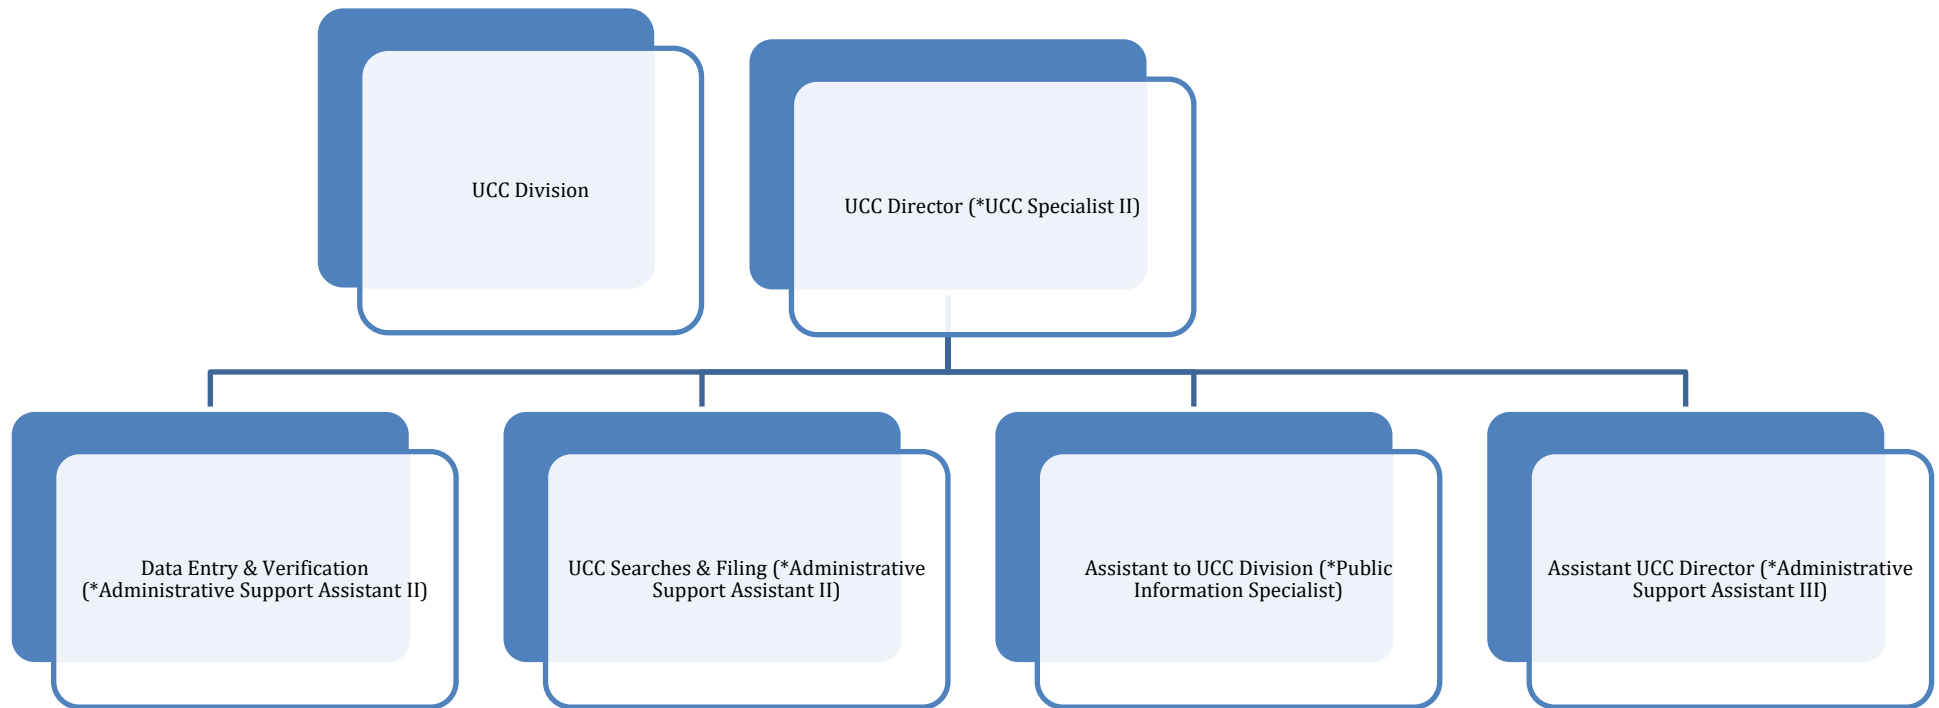 UCC Division
UCC Director (*UCC Specialist II)
Data Entry & Verification
(*Administrative Support Assistant II)
UCC Searches & Filing (*Administrative
Support Assistant II)
Assistant to UCC Division (*Public
Information Specialist)
Assistant UCC Director (*Administrative
Support Assistant III)